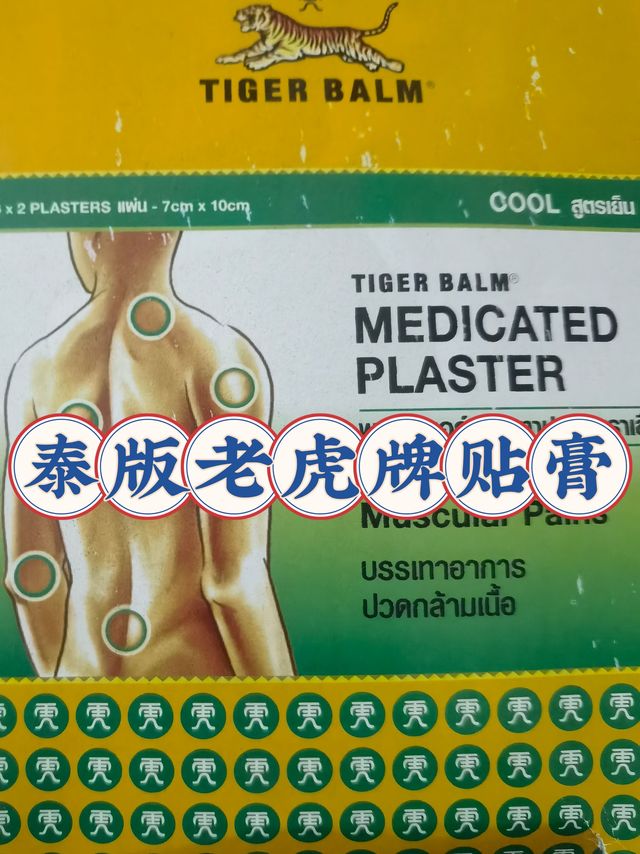 TIGER BALM®
x 2 PLASTERS แผ่น - 7cm x 10cm
COOL สูตรเย็น
TIGER BALM®
MEDICATED
PLASTER
泰版老虎牌贴膏
Muscular Pains
บรรเทาอาการ
ปวดกล้ามเนื้อ